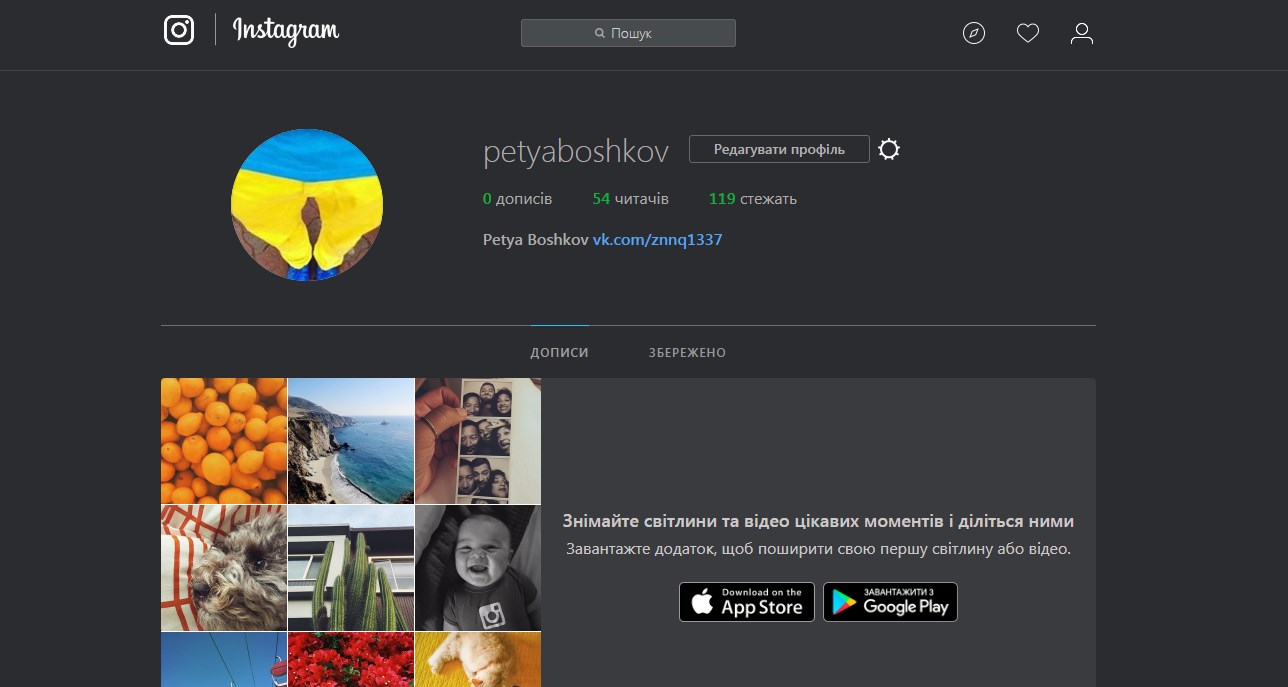 Instagram
Пошук
petyaboshkov
Редагувати профіль
0 дописів 54 читачів 119 стежать
Petya Boshkov vk.com/znnq1337
ДОПИСИ ЗБЕРЕЖЕНО
Знімайте світлини та відео цікавих моментів і діліться ними
Завантажте додаток, щоб поширити свою першу світлину або відео.
Download on the
App Store
ЗАВАНТАЖИТИ З
Google Play